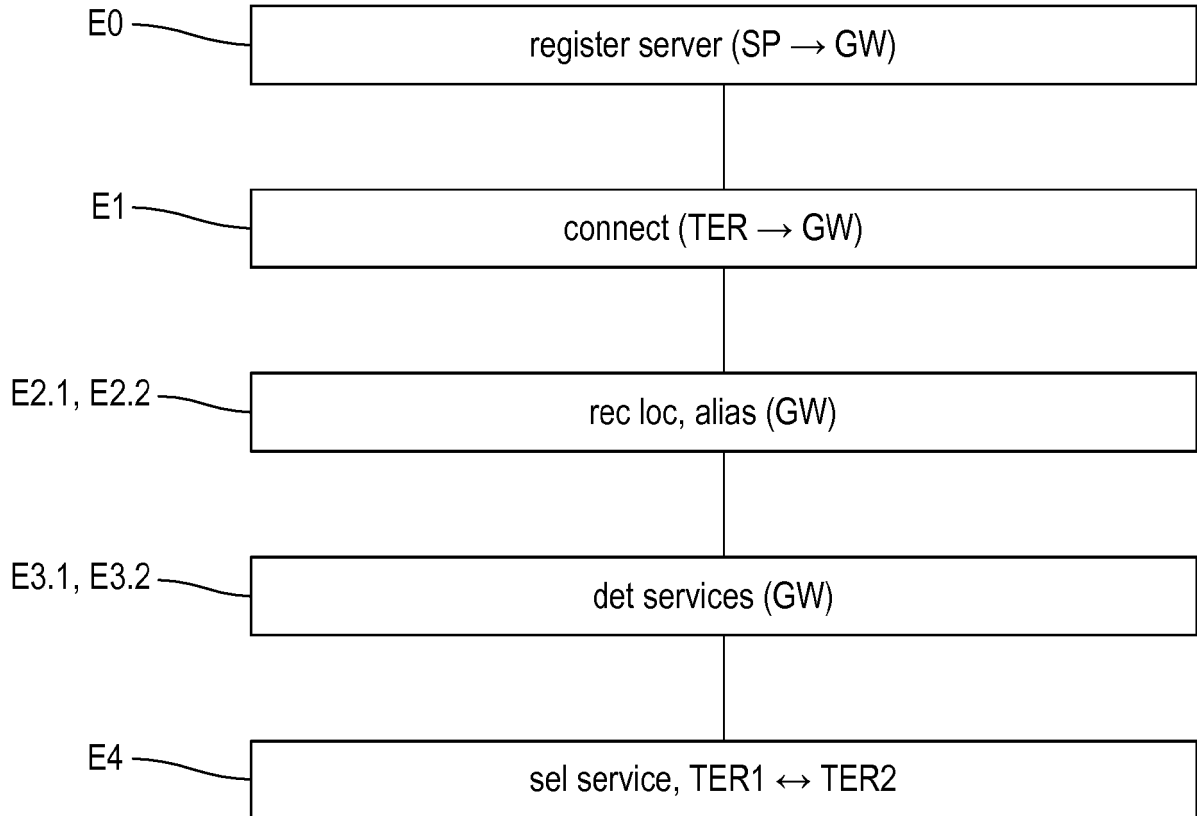 E0
register server (SP → GW)
E1
connect (TER → GW)
E2.1, E2.2
rec loc, alias (GW)
E3.1, E3.2
det services (GW)
E4
sel service, TER1 ↔ TER2